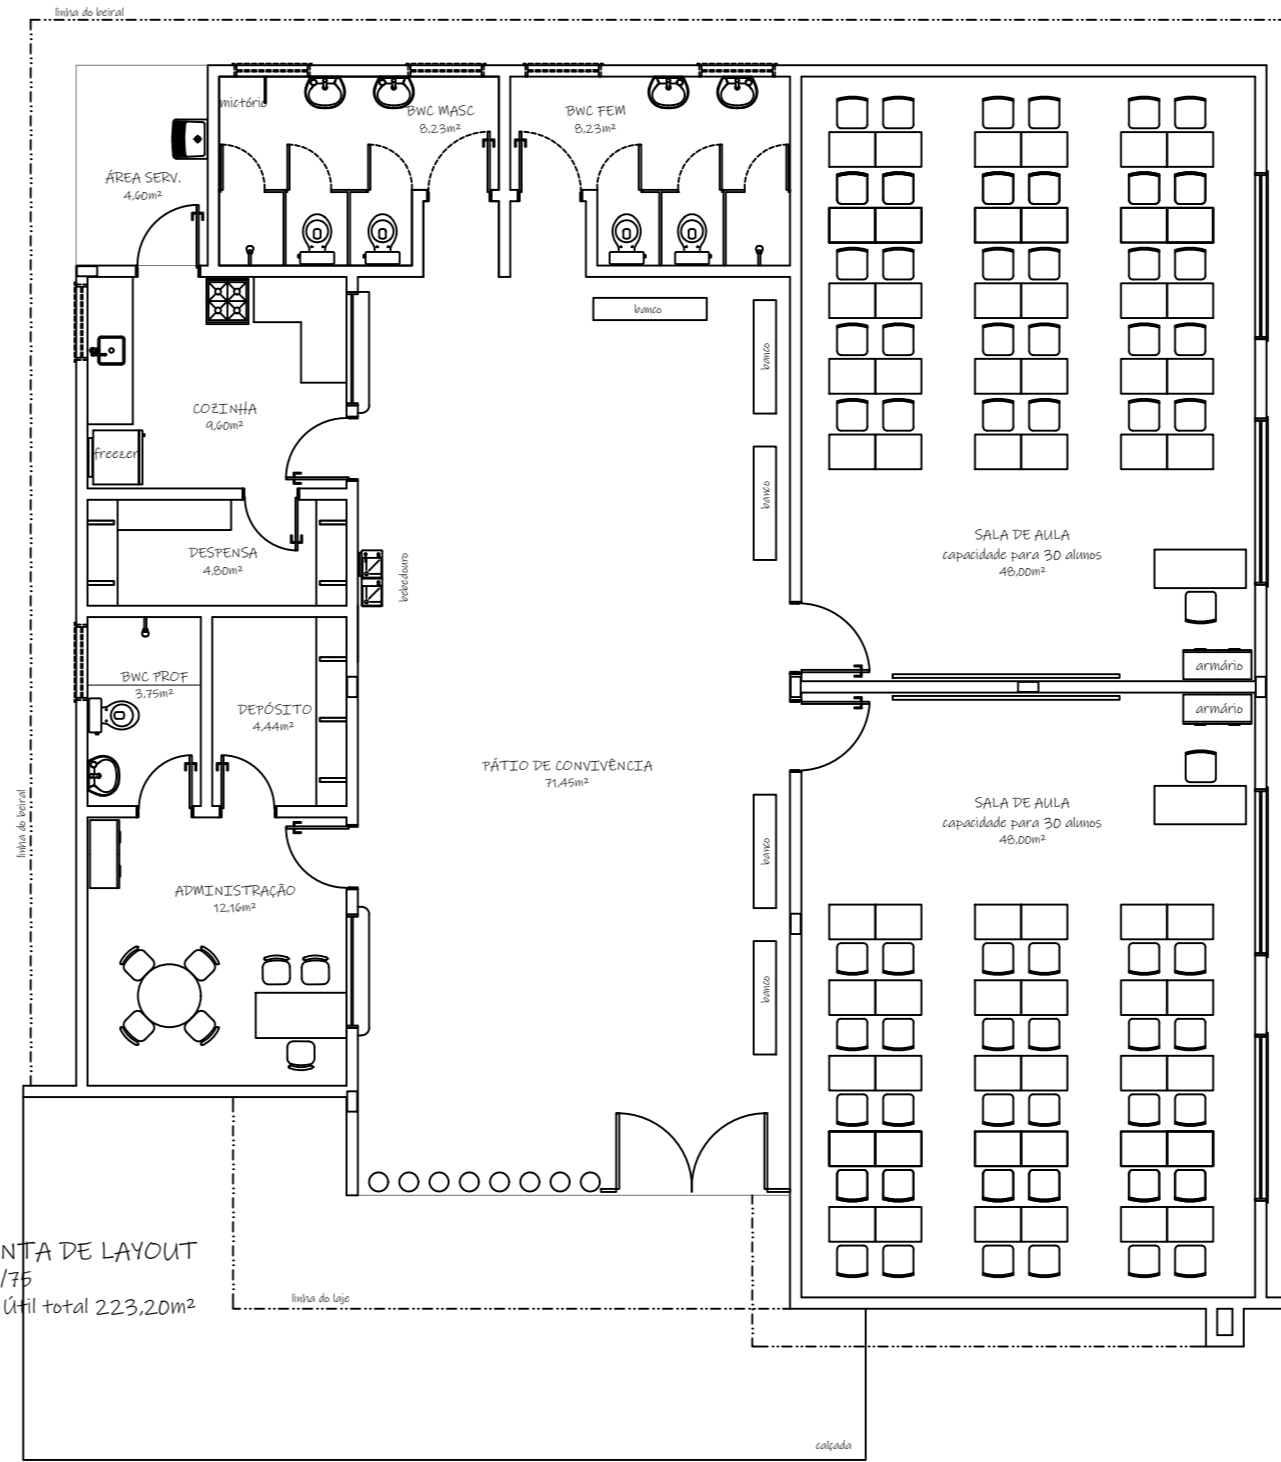 linha do beiral
mictório
BWC MASC
8,23m²
BWC FEM
8,23m²
ÁREA SERV.
4,60m²
banco
banco
COZINHA
9,60m²
freezer
banco
DESPENSA
4,80m²
bebedouro
SALA DE AULA
capacidade para 30 alunos
48,00m²
armário
BWC PROF
3,75m²
DEPÓSITO
4,44m²
armário
PÁTIO DE CONVIVÊNCIA
71,45m²
SALA DE AULA
capacidade para 30 alunos
48,00m²
linha do beiral
banco
ADMINISTRAÇÃO
12,16m²
banco
NTA DE LAYOUT
/75
Útil total 223,20m²
linha do laje
calçada